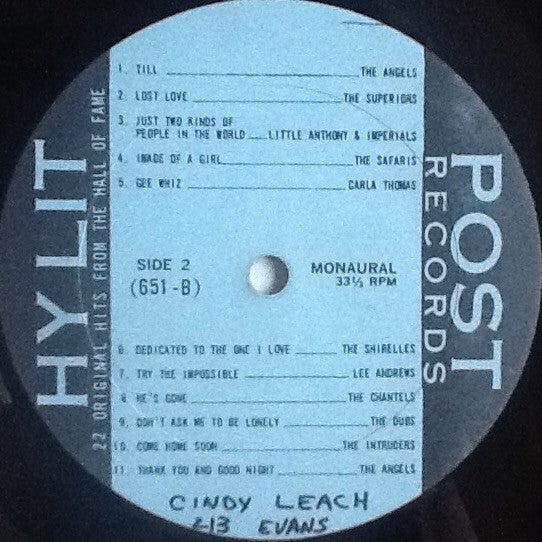 HY LIT
22 ORIGINAL HITS FROM THE HALL OF FAME
POST
RECORDS
1. TILL THE ANGELS
2. LOST LOVE THE SUPERIORS
3. JUST TWO KINDS OF
PEOPLE IN THE WORLD LITTLE ANTHONY & IMPERIALS
4. IMAGE OF A GIRL THE SAFARIS
5. GEE WHIZ CARLA THOMAS
SIDE 2 MONAURAL
(651-B) 33⅓ RPM
6. DEDICATED TO THE ONE I LOVE THE SHIRELLES
7. TRY THE IMPOSSIBLE LEE ANDREWS
8. HE'S GONE THE CHANTELS
9. DON'T ASK ME TO BE LONELY THE DUBS
10. COME HOME SOON THE INTRUDERS
11. THANK YOU AND GOOD NIGHT THE ANGELS
CINDY LEACH
213 EVANS